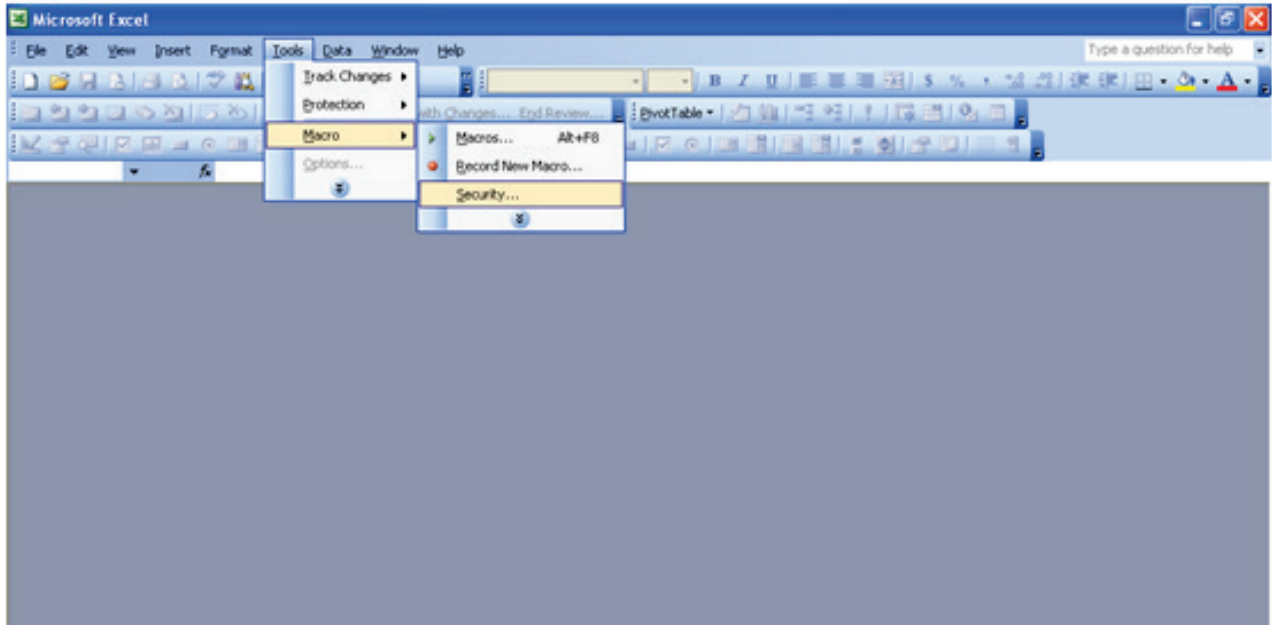 Microsoft Excel
File Edit View Insert Format Tools Data Window Help
Type a question for help
B I U $ % ,
A
Track Changes
Protection
with Changes... End Review...
PivotTable
Macro
Macros... Alt+F8
Options...
Record New Macro...
fx
Security...